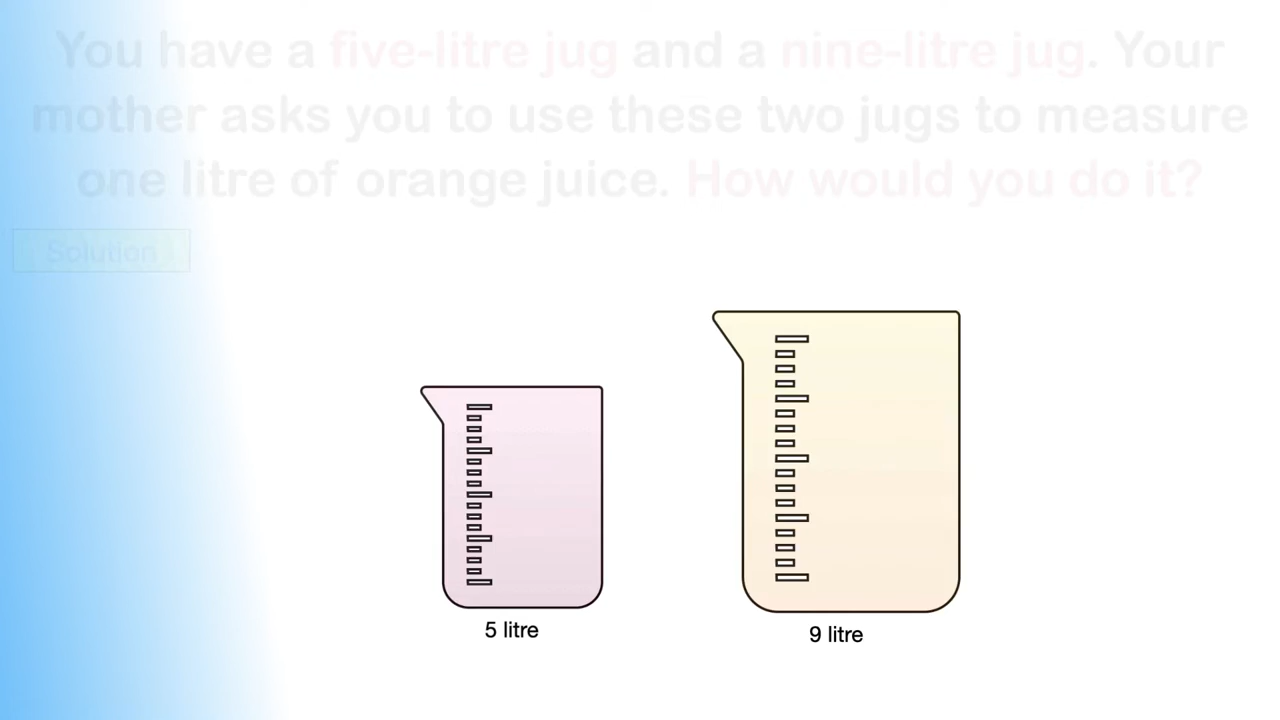 You have a five-litre jug and a nine-litre jug. Your
mother asks you to use these two jugs to measure
one litre of orange juice. How would you do it?
Solution
5 litre
9 litre